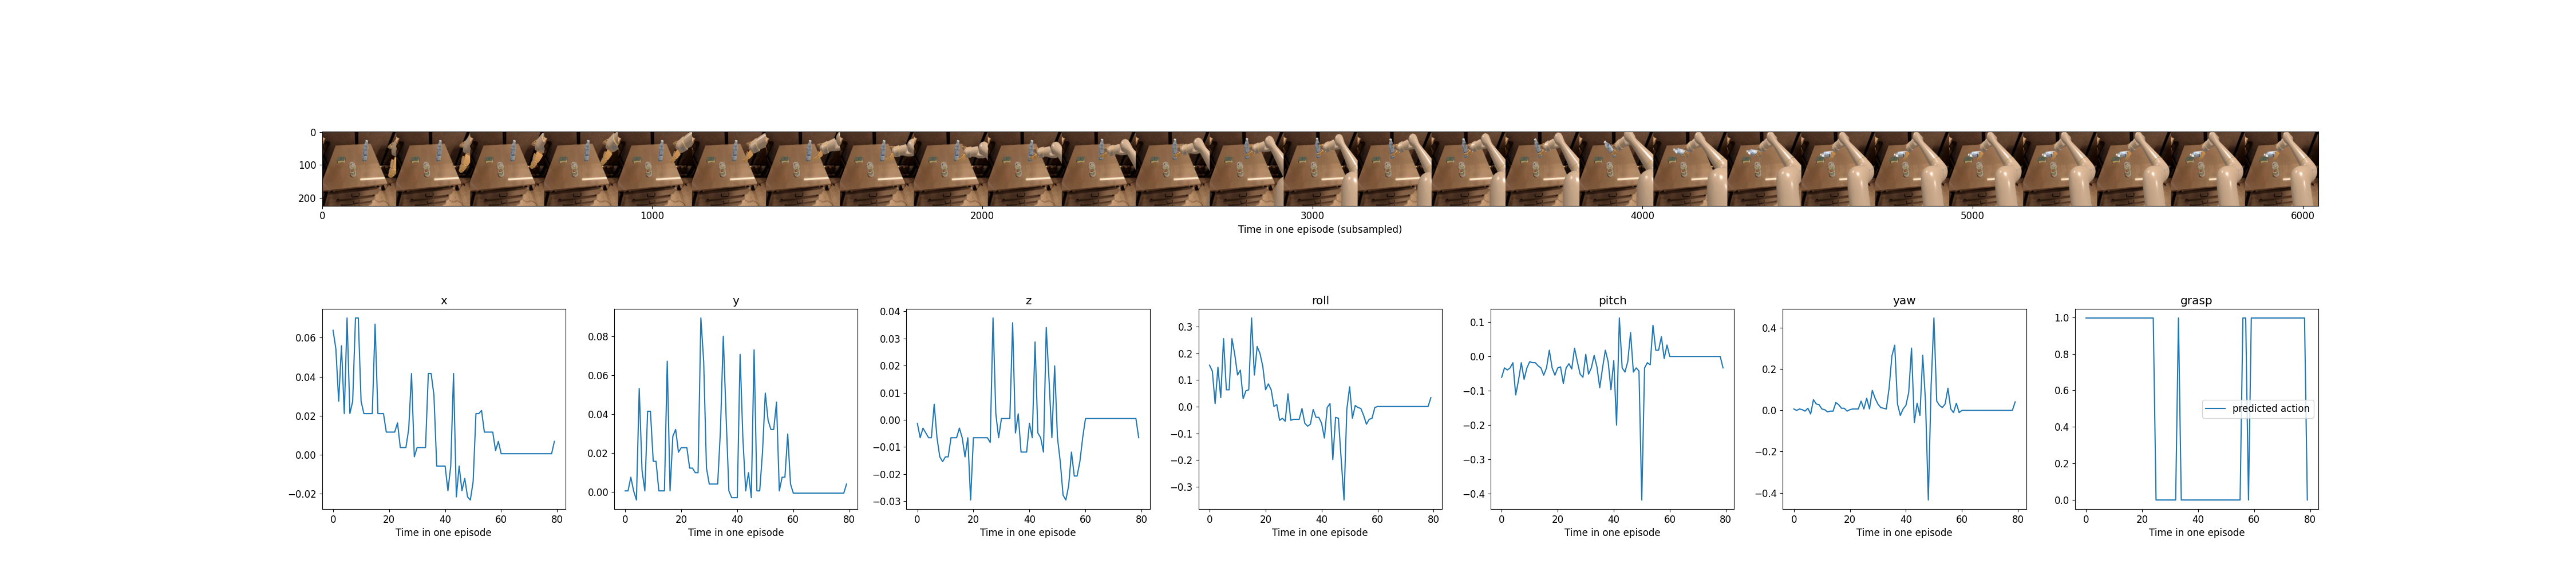 0
100
200
0 1000 2000 3000 4000 5000 6000
Time in one episode (subsampled)
x
0.06
0.04
0.02
0.00
−0.02
0 20 40 60 80
Time in one episode
y
0.08
0.06
0.04
0.02
0.00
0 20 40 60 80
Time in one episode
z
0.04
0.03
0.02
0.01
0.00
−0.01
−0.02
−0.03
0 20 40 60 80
Time in one episode
roll
0.3
0.2
0.1
0.0
−0.1
−0.2
−0.3
0 20 40 60 80
Time in one episode
pitch
0.1
0.0
−0.1
−0.2
−0.3
−0.4
0 20 40 60 80
Time in one episode
yaw
0.4
0.2
0.0
−0.2
−0.4
0 20 40 60 80
Time in one episode
grasp
1.0
0.8
0.6
0.4
0.2
0.0
predicted action
0 20 40 60 80
Time in one episode